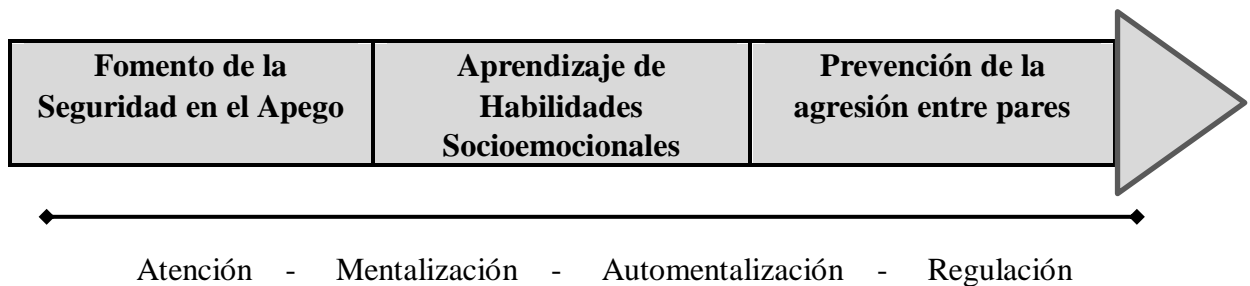 Fomento de la
Seguridad en el Apego
Aprendizaje de
Habilidades
Socioemocionales
Prevención de la
agresión entre pares
Atención - Mentalización - Automentalización - Regulación